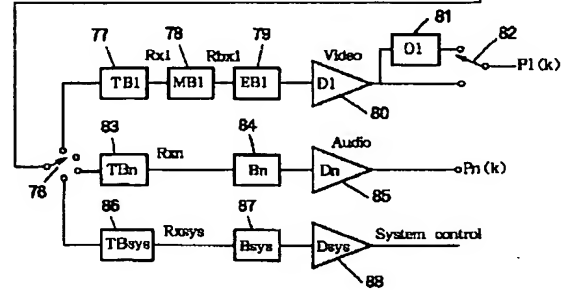 81
77 Rx1 78 Rbx1 79 Video O1 82
TB1 MB1 EB1 D1 P1(k)
80
83 84 Audio
Rxn
76 TBn Bn Dn Pn(k)
85
86 Rxsys 87 System control
TBsys Bsys Dsys
88